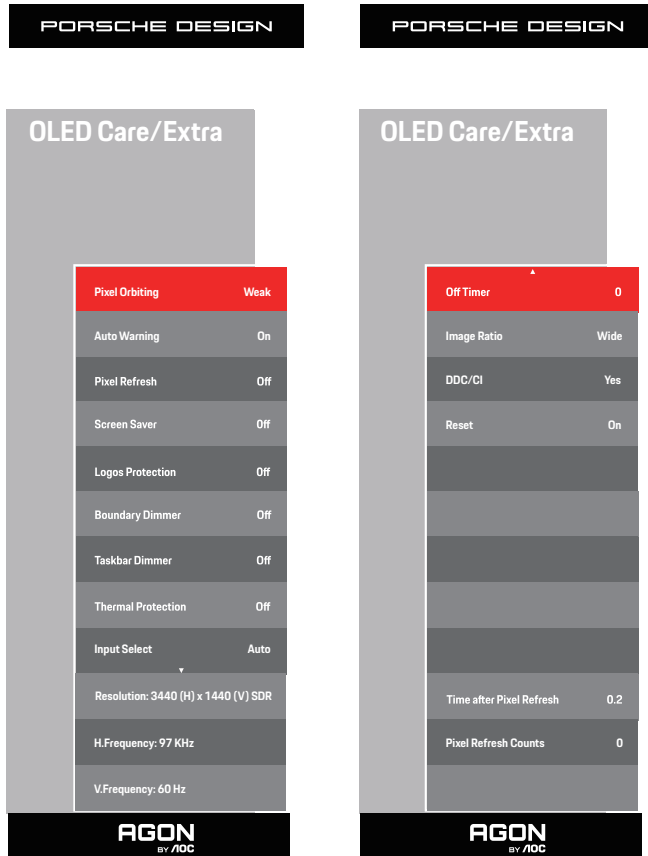 PORSCHE DESIGN
OLED Care/Extra
Pixel Orbiting Weak
Auto Warning On
Pixel Refresh Off
Screen Saver Off
Logos Protection Off
Boundary Dimmer Off
Taskbar Dimmer Off
Thermal Protection Off
Input Select Auto
Resolution: 3440 (H) x 1440 (V) SDR
H.Frequency: 97 KHz
V.Frequency: 60 Hz
AGON
BY AOC
PORSCHE DESIGN
OLED Care/Extra
Off Timer 0
Image Ratio Wide
DDC/CI Yes
Reset On
Time after Pixel Refresh 0.2
Pixel Refresh Counts 0
AGON
BY AOC